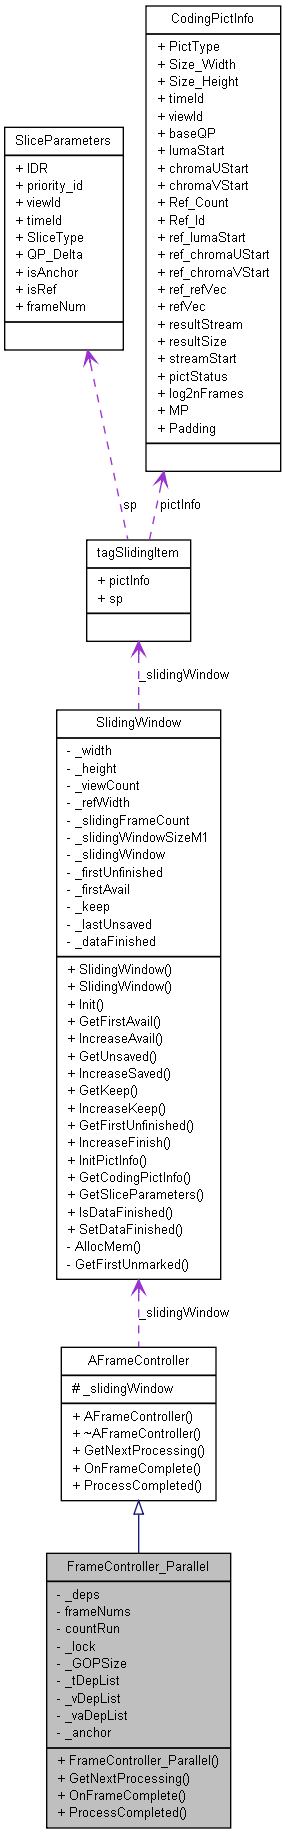 CodingPictInfo
+ PictType
+ Size_Width
+ Size_Height
+ timeId
+ viewId
+ baseQP
+ lumaStart
+ chromaUStart
+ chromaVStart
+ Ref_Count
+ Ref_Id
+ ref_lumaStart
+ ref_chromaUStart
+ ref_chromaVStart
+ ref_refVec
+ refVec
+ resultStream
+ resultSize
+ streamStart
+ pictStatus
+ log2nFrames
+ MP
+ Padding
SliceParameters
+ IDR
+ priority_id
+ viewId
+ timeId
+ SliceType
+ QP_Delta
+ isAnchor
+ isRef
+ frameNum
sp
pictInfo
tagSlidingItem
+ pictInfo
+ sp
_slidingWindow
SlidingWindow
- _width
- _height
- _viewCount
- _refWidth
- _slidingFrameCount
- _slidingWindowSizeM1
- _slidingWindow
- _firstUnfinished
- _firstAvail
- _keep
- _lastUnsaved
- _dataFinished
+ SlidingWindow()
+ SlidingWindow()
+ Init()
+ GetFirstAvail()
+ IncreaseAvail()
+ GetUnsaved()
+ IncreaseSaved()
+ GetKeep()
+ IncreaseKeep()
+ GetFirstUnfinished()
+ IncreaseFinish()
+ InitPictInfo()
+ GetCodingPictInfo()
+ GetSliceParameters()
+ IsDataFinished()
+ SetDataFinished()
- AllocMem()
- GetFirstUnmarked()
_slidingWindow
AFrameController
# _slidingWindow
+ AFrameController()
+ ~AFrameController()
+ GetNextProcessing()
+ OnFrameComplete()
+ ProcessCompleted()
FrameController_Parallel
- _deps
- frameNums
- countRun
- _lock
- _GOPSize
- _tDepList
- _vDepList
- _vaDepList
- _anchor
+ FrameController_Parallel()
+ GetNextProcessing()
+ OnFrameComplete()
+ ProcessCompleted()